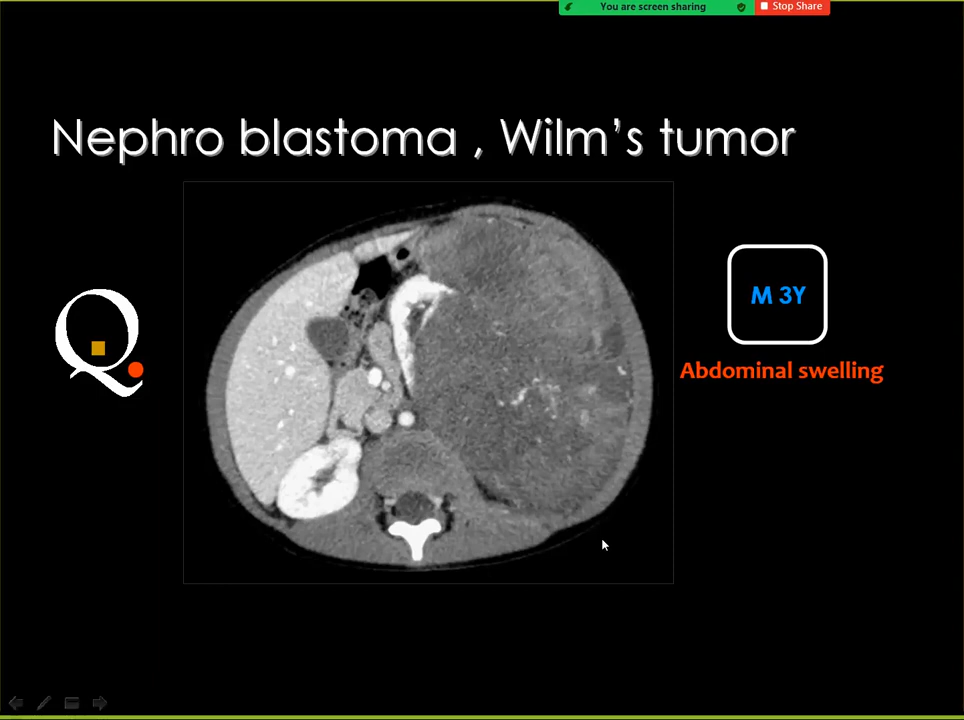 You are screen sharing
Stop Share
Nephro blastoma , Wilm's tumor
Q
M 3Y
Abdominal swelling